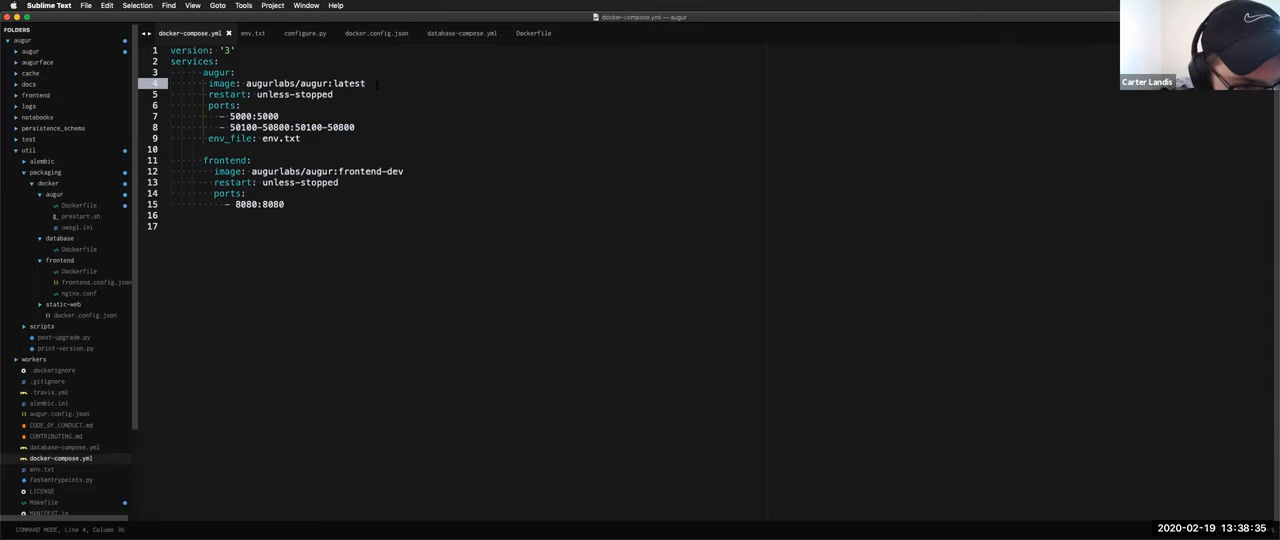 Sublime Text File Edit Selection Find View Goto Tools Project Window Help
docker-compose.yml — augur
FOLDERS
augur
augur
augurface
cache
docs
frontend
logs
notebooks
persistence_schema
test
util
alembic
packaging
docker
augur
Dockerfile
prestart.sh
uwsgi.ini
database
Dockerfile
frontend
Dockerfile
frontend.config.json
nginx.conf
static-web
docker.config.json
scripts
post-upgrade.py
print-version.py
workers
.dockerignore
.gitignore
.travis.yml
alembic.ini
augur.config.json
CODE_OF_CONDUCT.md
CONTRIBUTING.md
database-compose.yml
docker-compose.yml
env.txt
fastentrypoints.py
LICENSE
Makefile
MANIFEST.in
docker-compose.yml env.txt configure.py docker.config.json database-compose.yml Dockerfile
1 version: '3'
2 services:
3 augur:
4 image: augurlabs/augur:latest
5 restart: unless-stopped
6 ports:
7 - 5000:5000
8 - 50100-50800:50100-50800
9 env_file: env.txt
10
11 frontend:
12 image: augurlabs/augur:frontend-dev
13 restart: unless-stopped
14 ports:
15 - 8080:8080
16
17
Carter Landis
COMMAND MODE, Line 4, Column 36
2020-02-19 13:38:35